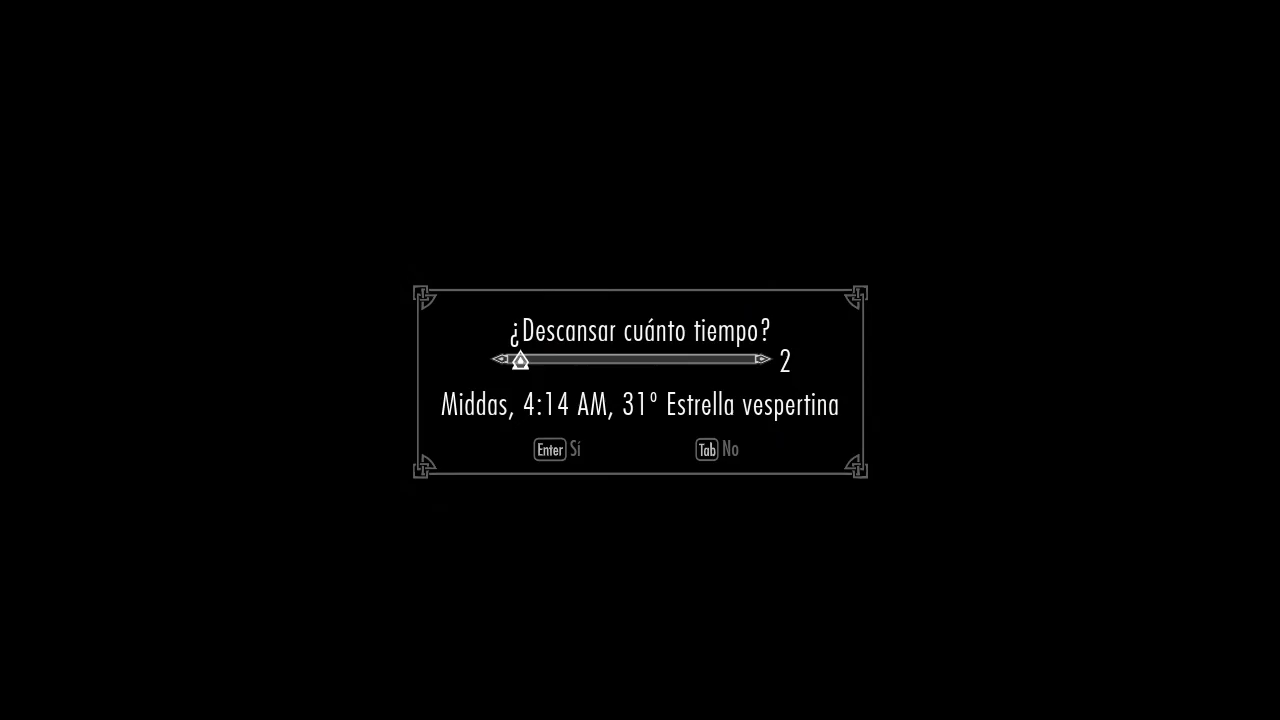 ¿Descansar cuánto tiempo?
2
Middas, 4:14 AM, 31º Estrella vespertina
Enter Sí
Tab No